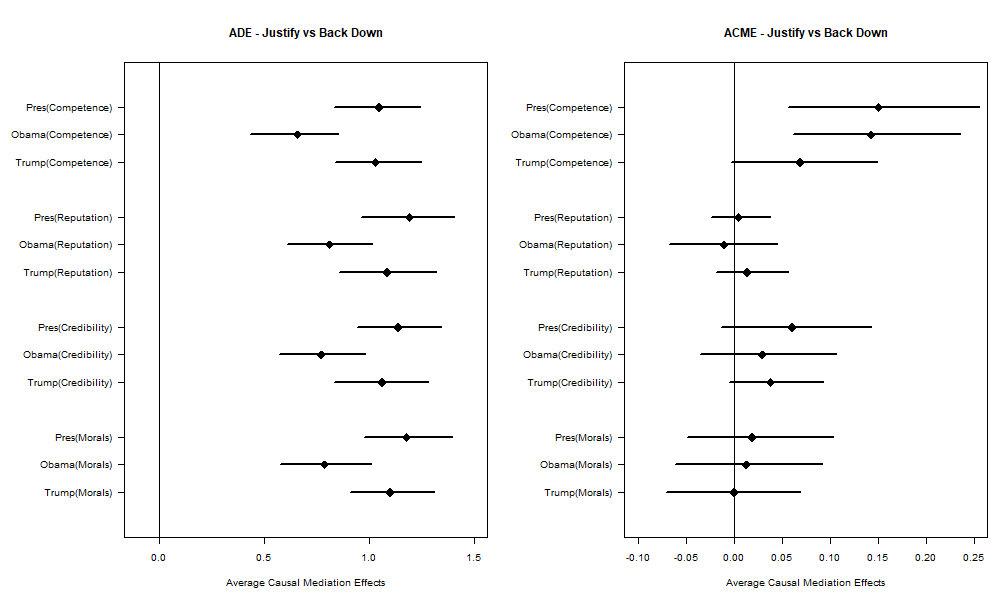 ADE - Justify vs Back Down
Pres(Competence)
Obama(Competence)
Trump(Competence)
Pres(Reputation)
Obama(Reputation)
Trump(Reputation)
Pres(Credibility)
Obama(Credibility)
Trump(Credibility)
Pres(Morals)
Obama(Morals)
Trump(Morals)
0.0 0.5 1.0 1.5
Average Causal Mediation Effects
ACME - Justify vs Back Down
Pres(Competence)
Obama(Competence)
Trump(Competence)
Pres(Reputation)
Obama(Reputation)
Trump(Reputation)
Pres(Credibility)
Obama(Credibility)
Trump(Credibility)
Pres(Morals)
Obama(Morals)
Trump(Morals)
-0.10 -0.05 0.00 0.05 0.10 0.15 0.20 0.25
Average Causal Mediation Effects